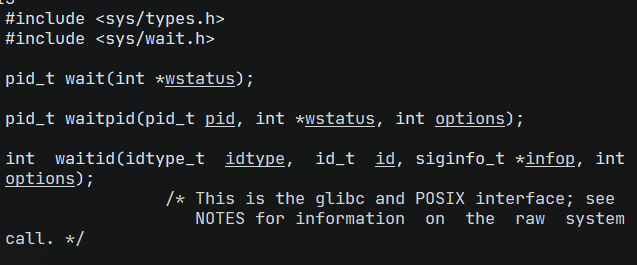 #include <sys/types.h>
#include <sys/wait.h>
pid_t wait(int *wstatus);
pid_t waitpid(pid_t pid, int *wstatus, int options);
int  waitid(idtype_t  idtype,  id_t  id, siginfo_t *infop, int
options);
/* This is the glibc and POSIX interface; see
NOTES for information  on  the  raw  system
call. */